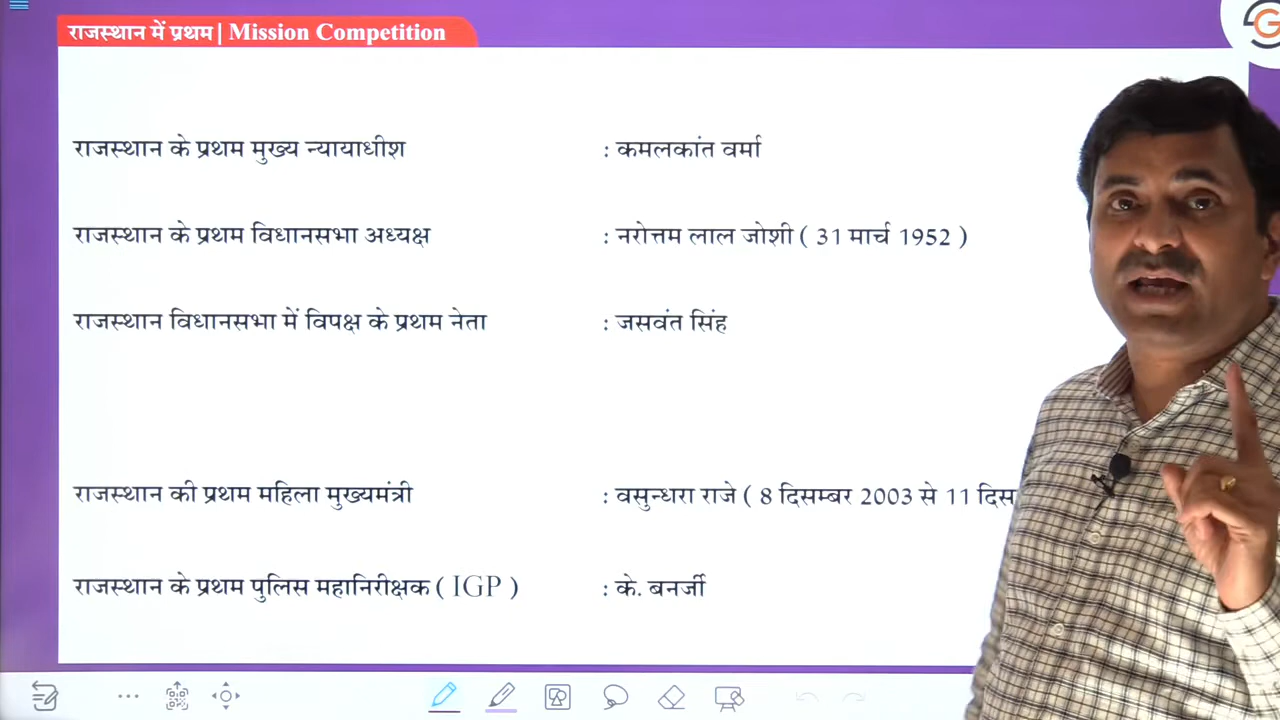 राजस्थान में प्रथम | Mission Competition
राजस्थान के प्रथम मुख्य न्यायाधीश : कमलकांत वर्मा
राजस्थान के प्रथम विधानसभा अध्यक्ष : नरोत्तम लाल जोशी ( 31 मार्च 1952 )
राजस्थान विधानसभा में विपक्ष के प्रथम नेता : जसवंत सिंह
राजस्थान की प्रथम महिला मुख्यमंत्री : वसुन्धरा राजे ( 8 दिसम्बर 2003 से 11
राजस्थान के प्रथम पुलिस महानिरीक्षक ( IGP ) : के. बनर्जी